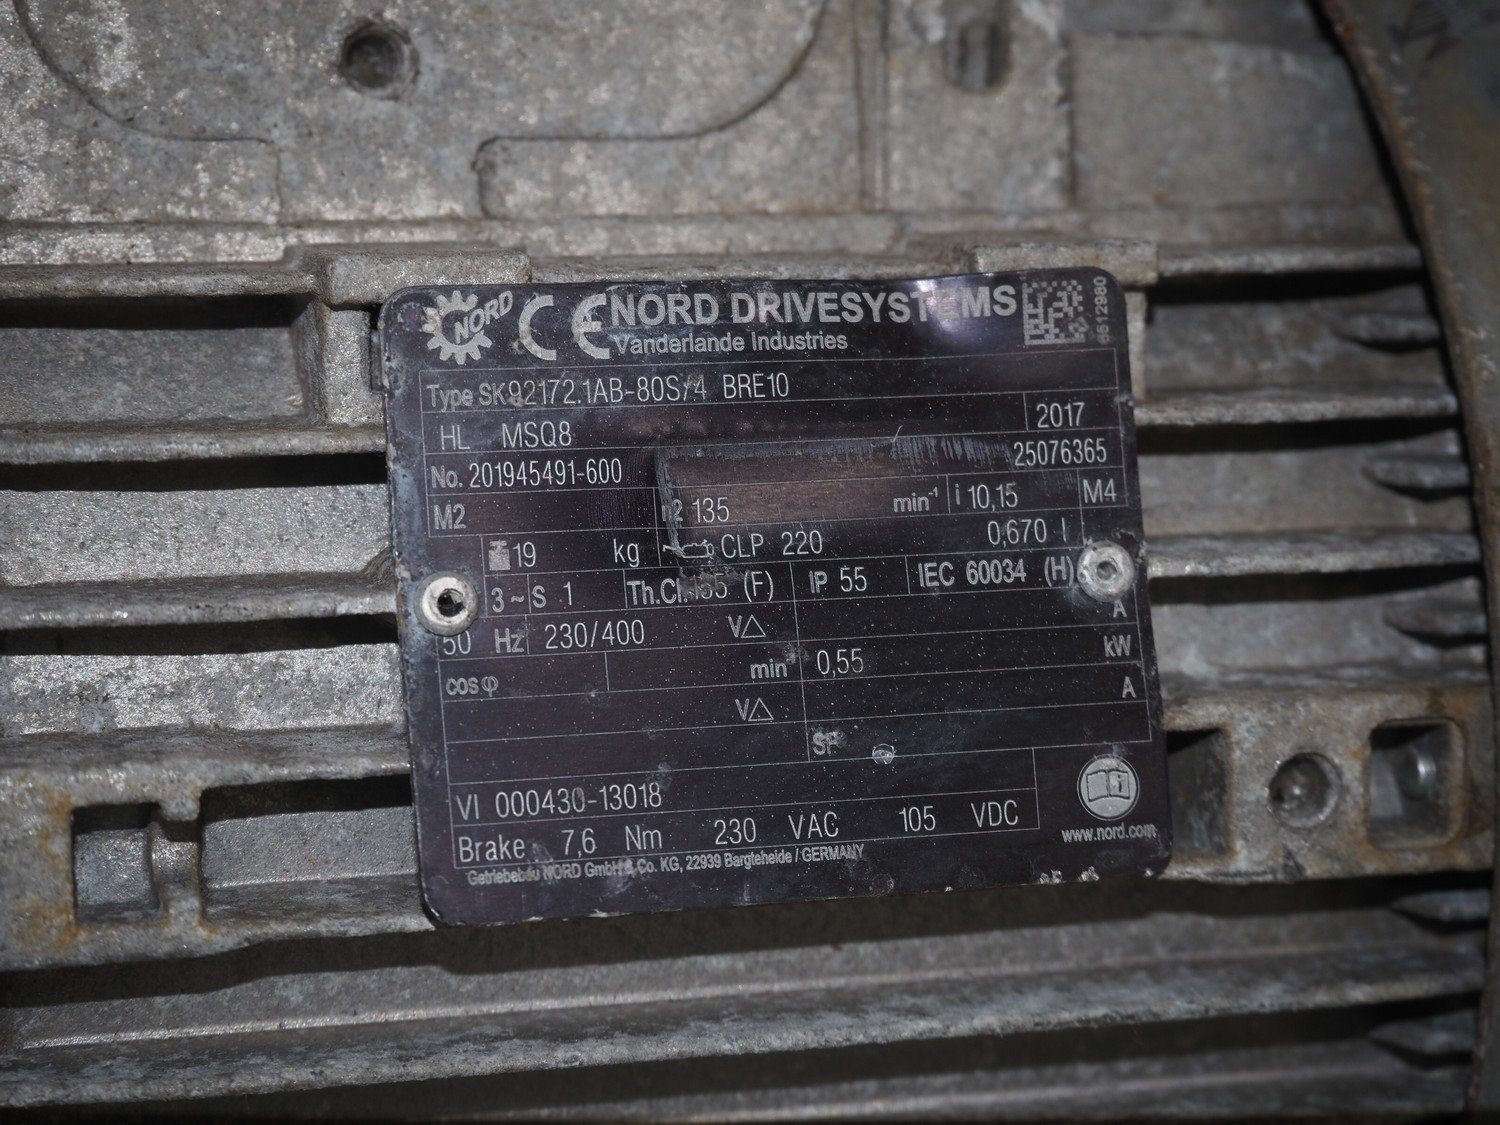 NORD CE NORD DRIVESYSTEMS
Vanderlande Industries
6512980
Type SK92172.1AB-80S/4 BRE10
HL MSQ8 2017
No. 201945491-600 25076365
M2 n2 135 min-1 i 10,15 M4
19 kg CLP 220 0,670 l
3~ S 1 Th.Cl. 155 (F) IP 55 IEC 60034 (H)
50 Hz 230/400 V△ A
cos φ min-1 0,55 kW
V△ A
SF
VI 000430-13018
Brake: 7,6 Nm 230 VAC 105 VDC
www.nord.com
Getriebebau NORD GmbH & Co. KG, 22939 Bargteheide / GERMANY